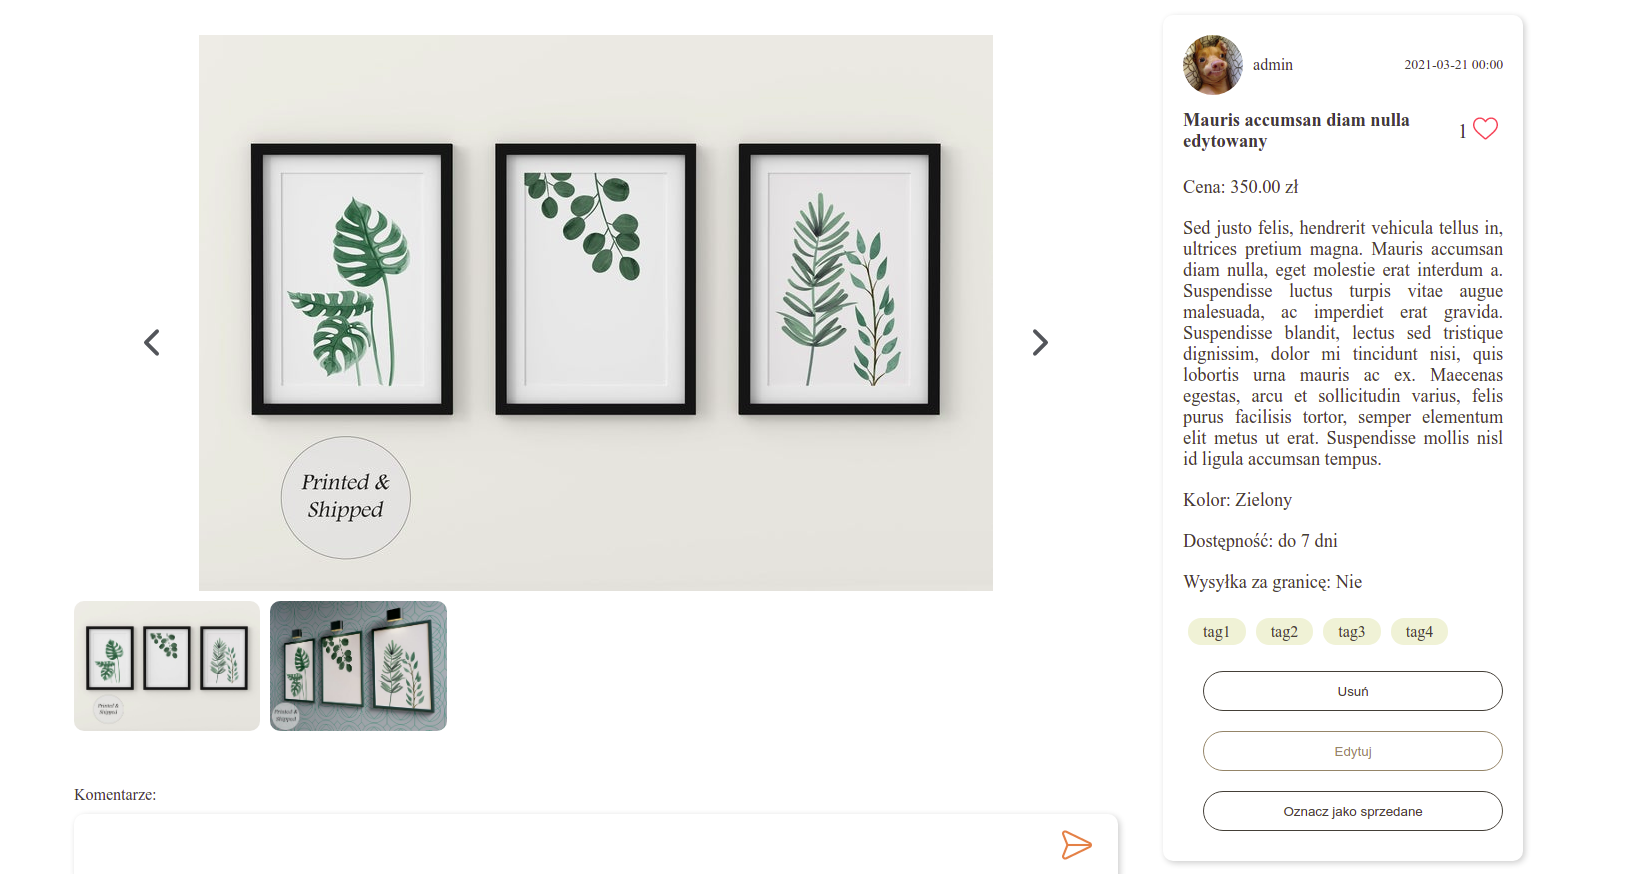 admin
2021-03-21 00:00
Mauris accumsan diam nulla
edytowany
1
Cena: 350.00 zł
Sed justo felis, hendrerit vehicula tellus in,
ultrices pretium magna. Mauris accumsan
diam nulla, eget molestie erat interdum a.
Suspendisse luctus turpis vitae augue
malesuada, ac imperdiet erat gravida.
Suspendisse blandit, lectus sed tristique
dignissim, dolor mi tincidunt nisi, quis
lobortis urna mauris ac ex. Maecenas
egestas, arcu et sollicitudin varius, felis
purus facilisis tortor, semper elementum
elit metus ut erat. Suspendisse mollis nisl
id ligula accumsan tempus.
Kolor: Zielony
Dostępność: do 7 dni
Wysyłka za granicę: Nie
tag1 tag2 tag3 tag4
Usuń
Edytuj
Oznacz jako sprzedane
Printed &
Shipped
Printed &
Shipped
Printed &
Shipped
Komentarze: